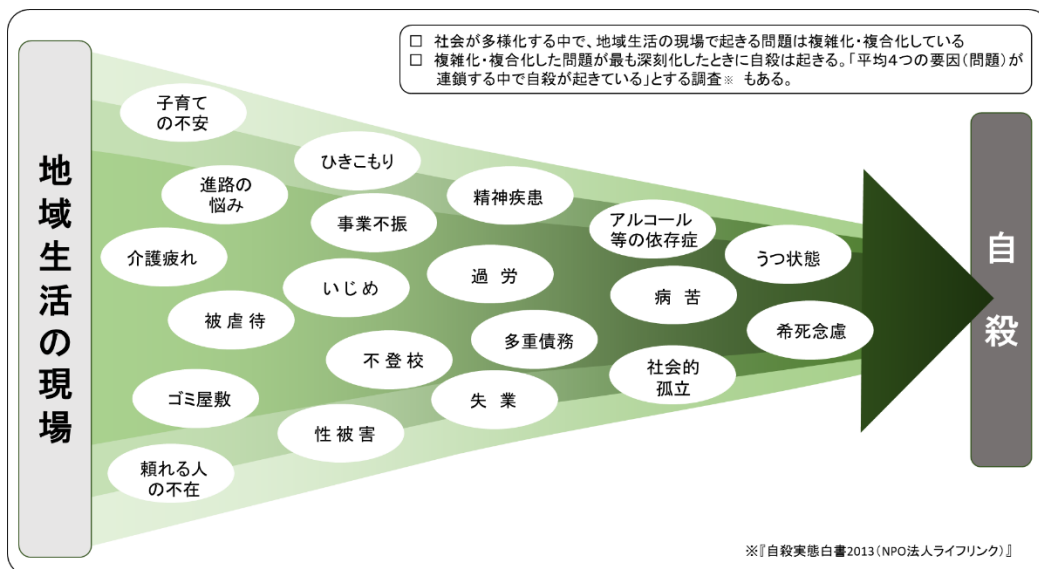 □ 社会が多様化する中で、地域生活の現場で起きる問題は複雑化・複合化している
□ 複雑化・複合化した問題が最も深刻化したときに自殺は起きる。「平均4つの要因(問題)が
連鎖する中で自殺が起きている」とする調査※ もある。
地域生活の現場
子育て
の不安
進路の
悩み
介護疲れ
被虐待
ゴミ屋敷
頼れる人
の不在
ひきこもり
事業不振
いじめ
不登校
性被害
精神疾患
過 労
多重債務
失 業
アルコール
等の依存症
病 苦
社会的
孤立
うつ状態
希死念慮
自殺
※『自殺実態白書2013(NPO法人ライフリンク)』